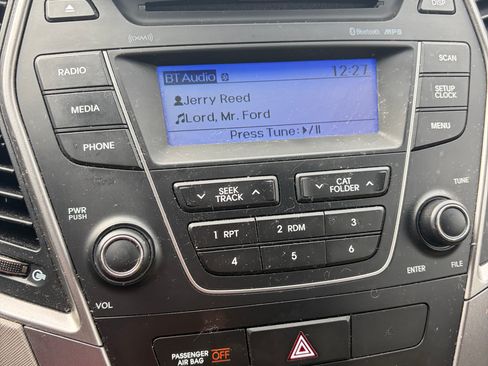 DISP
XM
Bluetooth MP3
RADIO
MEDIA
PHONE
BT Audio 12:27
Jerry Reed
Lord, Mr. Ford
Press Tune:▶/II
SCAN
SETUP
CLOCK
MENU
SEEK
TRACK
CAT
FOLDER
PWR
PUSH
TUNE
1 RPT
2 RDM
3
4
5
6
VOL
ENTER
FILE
PASSENGER
AIR BAG
OFF